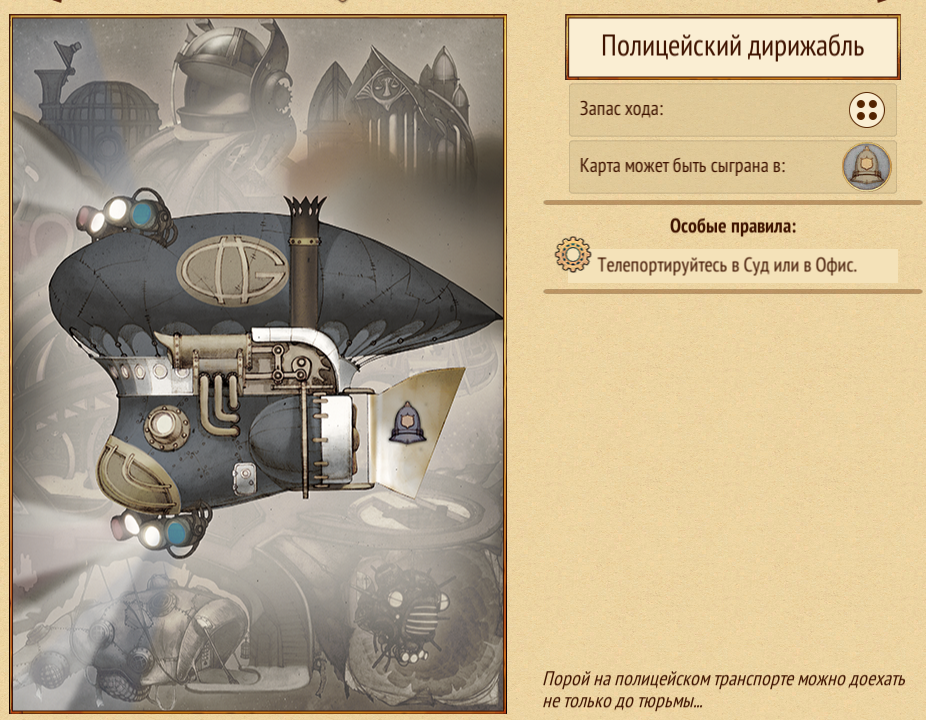 Полицейский дирижабль
Запас хода:
Карта может быть сыграна в:
Особые правила:
Телепортируйтесь в Суд или в Офис.
Порой на полицейском транспорте можно доехать
не только до тюрьмы...